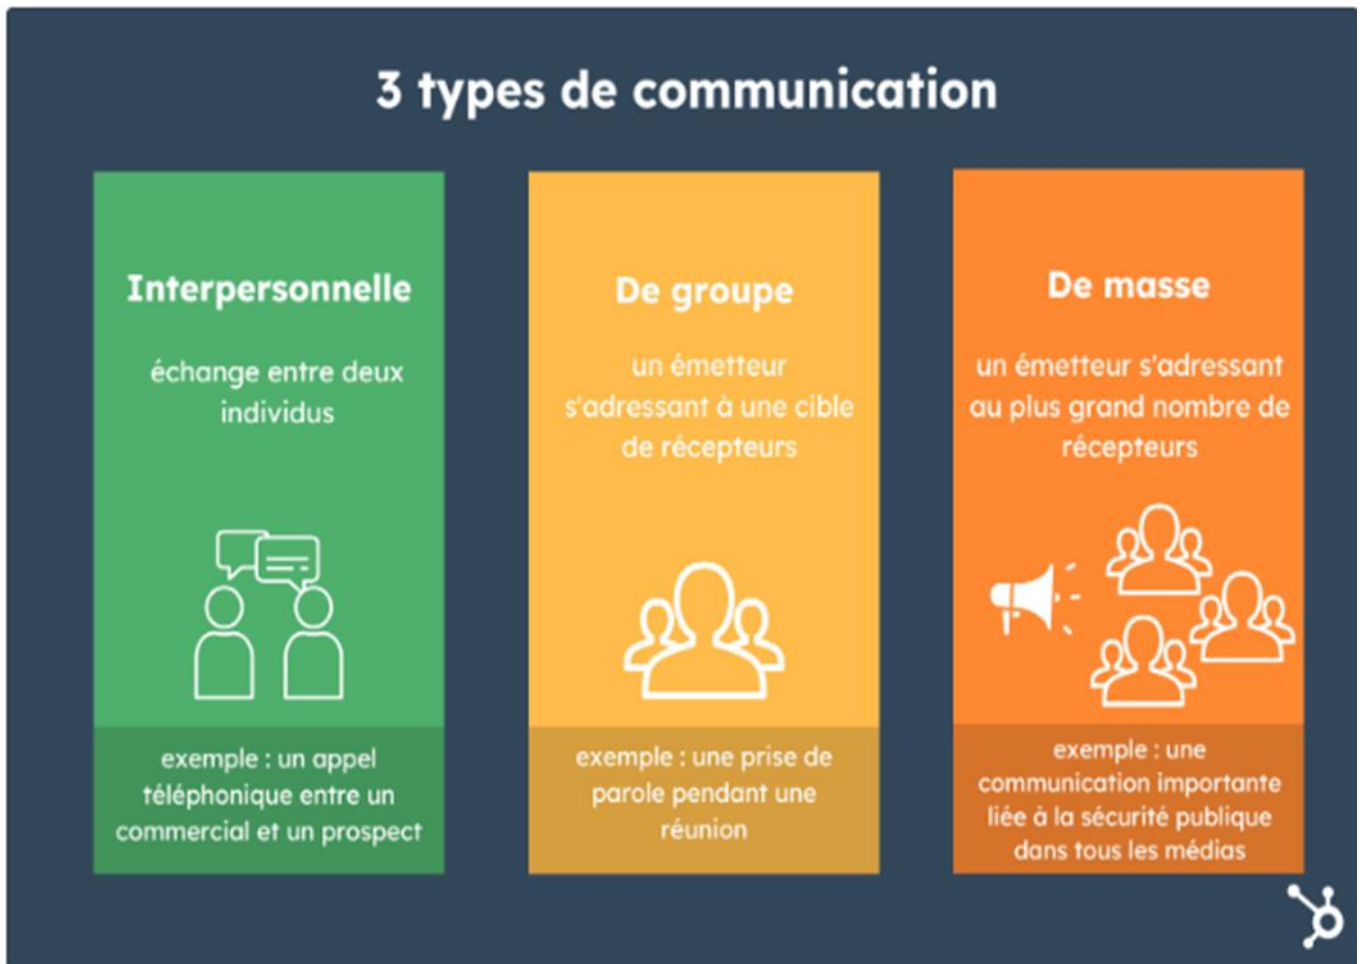 3 types de communication
Interpersonnelle
échange entre deux
individus
exemple : un appel
téléphonique entre un
commercial et un prospect
De groupe
un émetteur
s'adressant à une cible
de récepteurs
exemple : une prise de
parole pendant une
réunion
De masse
un émetteur s'adressant
au plus grand nombre de
récepteurs
exemple : une
communication importante
liée à la sécurité publique
dans tous les médias